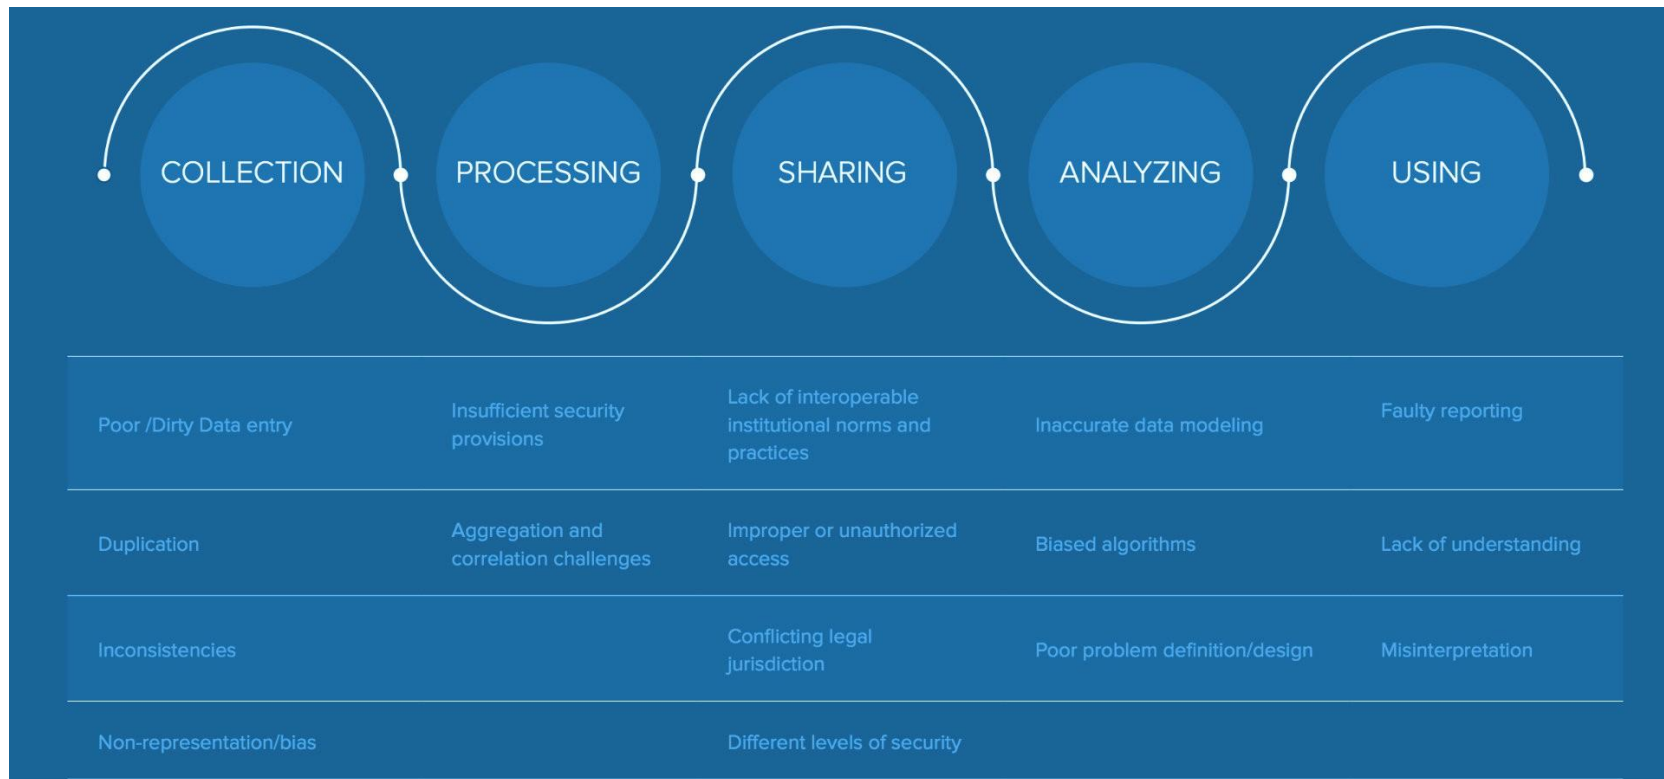 COLLECTION
PROCESSING
SHARING
ANALYZING
USING
Poor /Dirty Data entry
Insufficient security
provisions
Lack of interoperable
institutional norms and
practices
Inaccurate data modeling
Faulty reporting
Duplication
Aggregation and
correlation challenges
Improper or unauthorized
access
Biased algorithms
Lack of understanding
Inconsistencies
Conflicting legal
jurisdiction
Poor problem definition/design
Misinterpretation
Non-representation/bias
Different levels of security